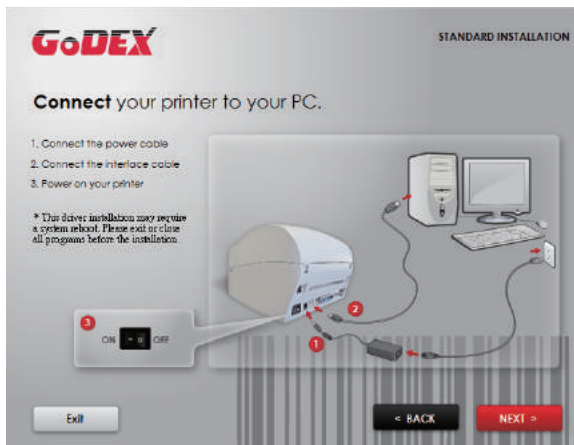 GoDEX
STANDARD INSTALLATION
Connect your printer to your PC.
1. Connect the power cable
2. Connect the interface cable
3. Power on your printer
* This driver installation may require
a system reboot. Please exit or close
all programs before the installation.
3
ON
OFF
2
1
Exit
< BACK
NEXT >